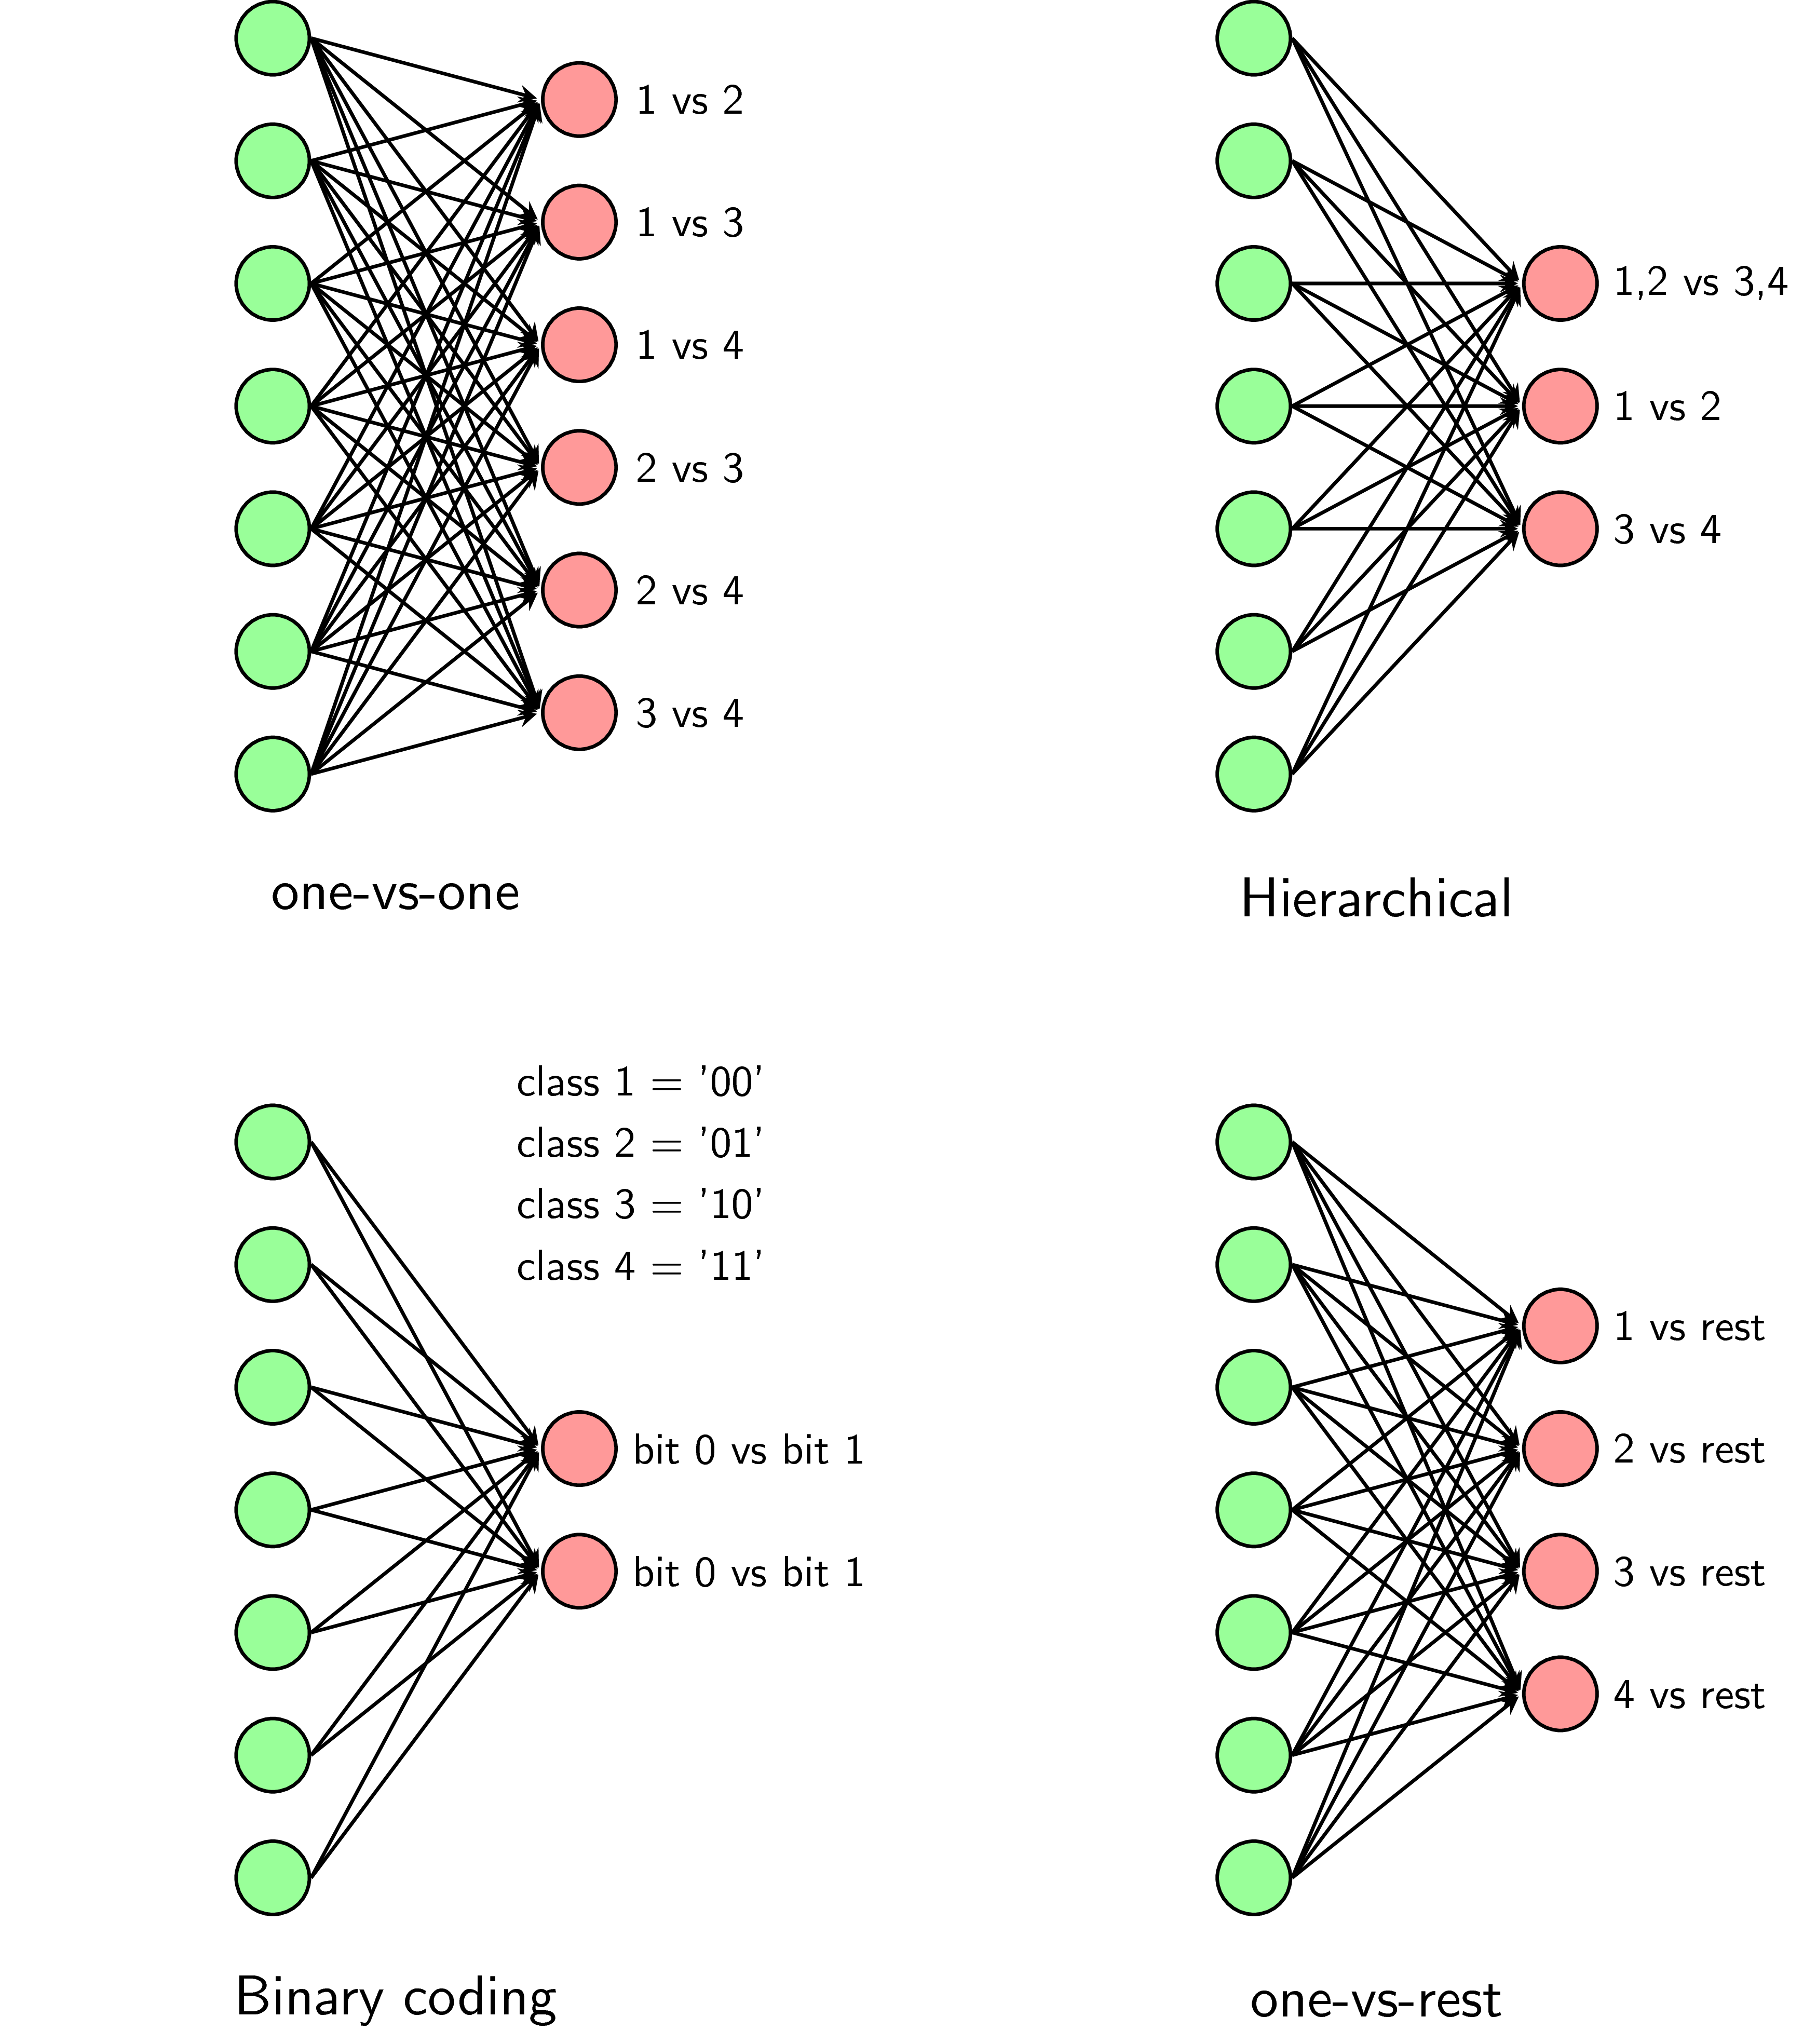 1 vs 2
1 vs 3
1 vs 4
2 vs 3
2 vs 4
3 vs 4
one-vs-one
1,2 vs 3,4
1 vs 2
3 vs 4
Hierarchical
class 1 = '00'
class 2 = '01'
class 3 = '10'
class 4 = '11'
bit 0 vs bit 1
bit 0 vs bit 1
Binary coding
1 vs rest
2 vs rest
3 vs rest
4 vs rest
one-vs-rest